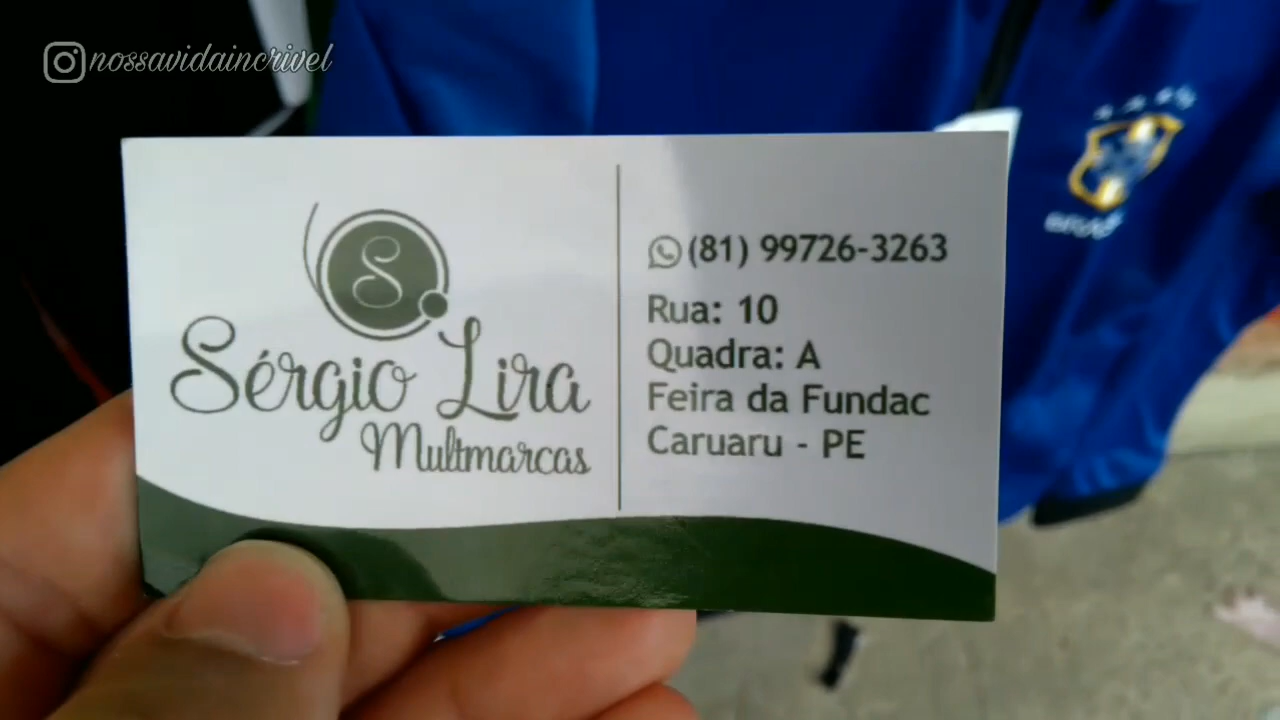 nossavidaincrivel
S
Sérgio Lira
Multmarcas
(81) 99726-3263
Rua: 10
Quadra: A
Feira da Fundac
Caruaru - PE